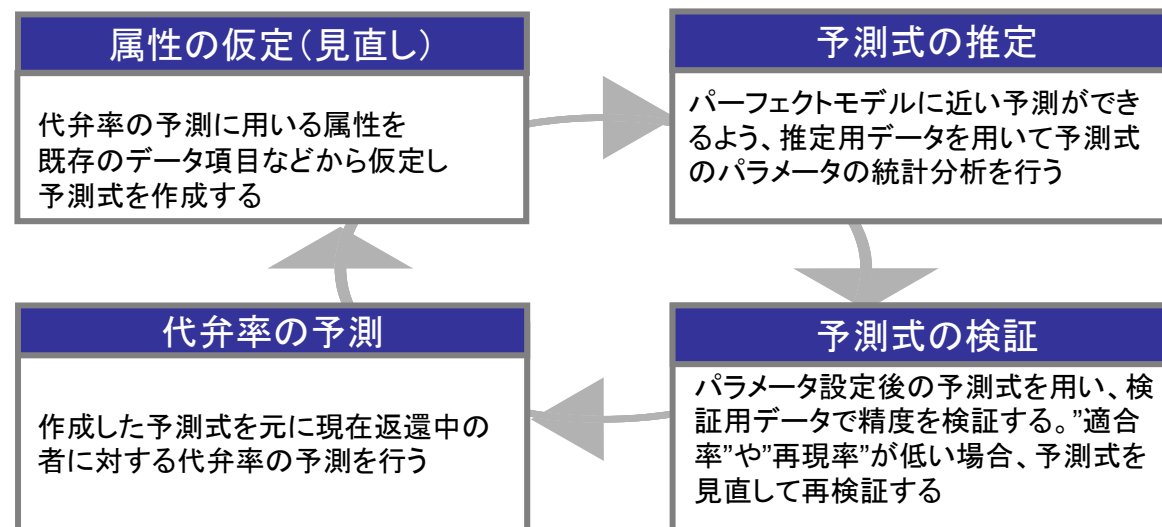 属性の仮定(見直し)
代弁率の予測に用いる属性を
既存のデータ項目などから仮定し
予測式を作成する
予測式の推定
パーフェクトモデルに近い予測ができ
るよう、推定用データを用いて予測式
のパラメータの統計分析を行う
代弁率の予測
作成した予測式を元に現在返還中の
者に対する代弁率の予測を行う
予測式の検証
パラメータ設定後の予測式を用い、検
証用データで精度を検証する。”適合
率”や”再現率”が低い場合、予測式を
見直して再検証する